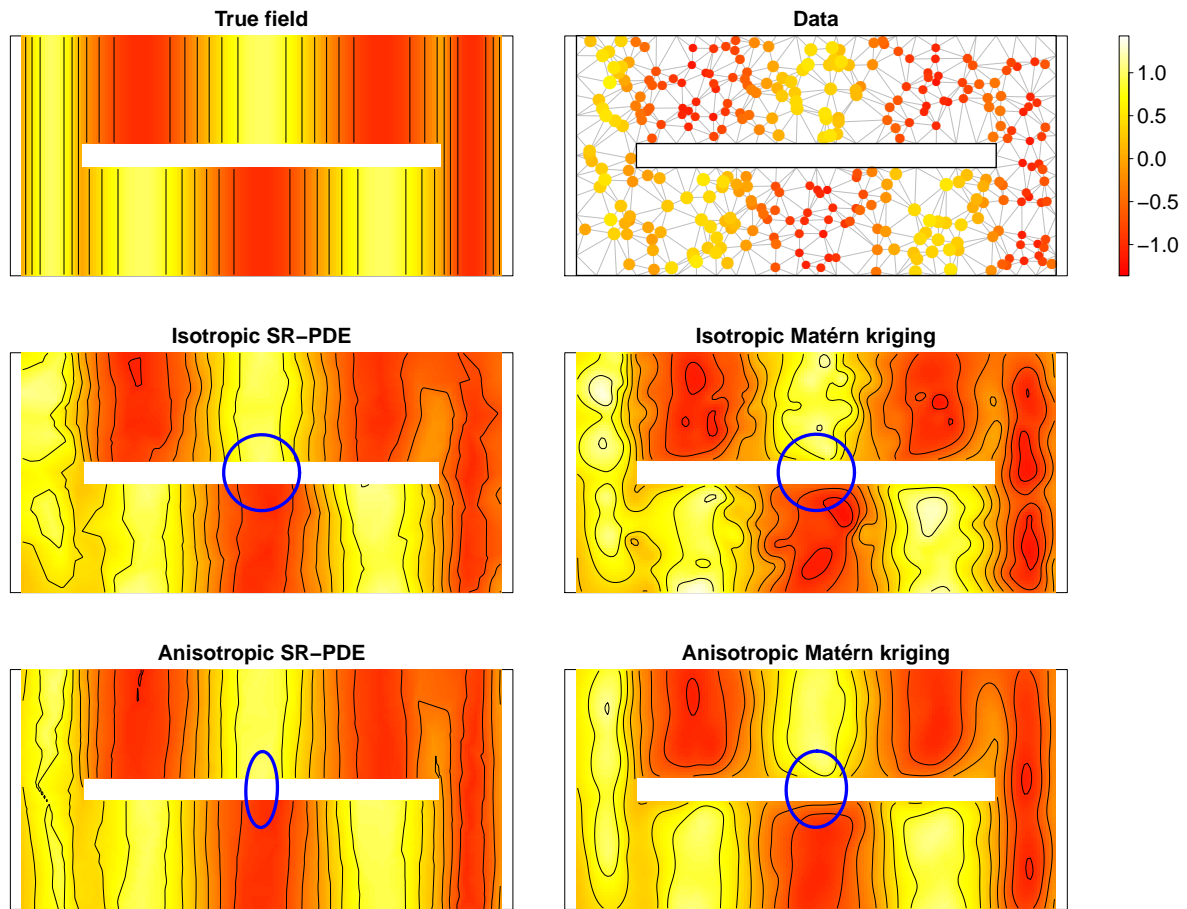 True field
Data
1.0
0.5
0.0
−0.5
−1.0
Isotropic SR−PDE
Isotropic Matérn kriging
Anisotropic SR−PDE
Anisotropic Matérn kriging